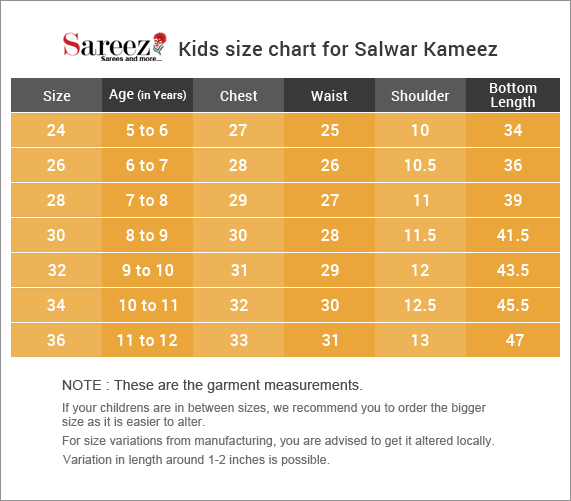 Sareez
Sarees and more...
Kids size chart for Salwar Kameez
Size Age (in Years) Chest Waist Shoulder Bottom
Length
24 5 to 6 27 25 10 34
26 6 to 7 28 26 10.5 36
28 7 to 8 29 27 11 39
30 8 to 9 30 28 11.5 41.5
32 9 to 10 31 29 12 43.5
34 10 to 11 32 30 12.5 45.5
36 11 to 12 33 31 13 47
NOTE : These are the garment measurements.
If your childrens are in between sizes, we recommend you to order the bigger
size as it is easier to alter.
For size variations from manufacturing, you are advised to get it altered locally.
Variation in length around 1-2 inches is possible.